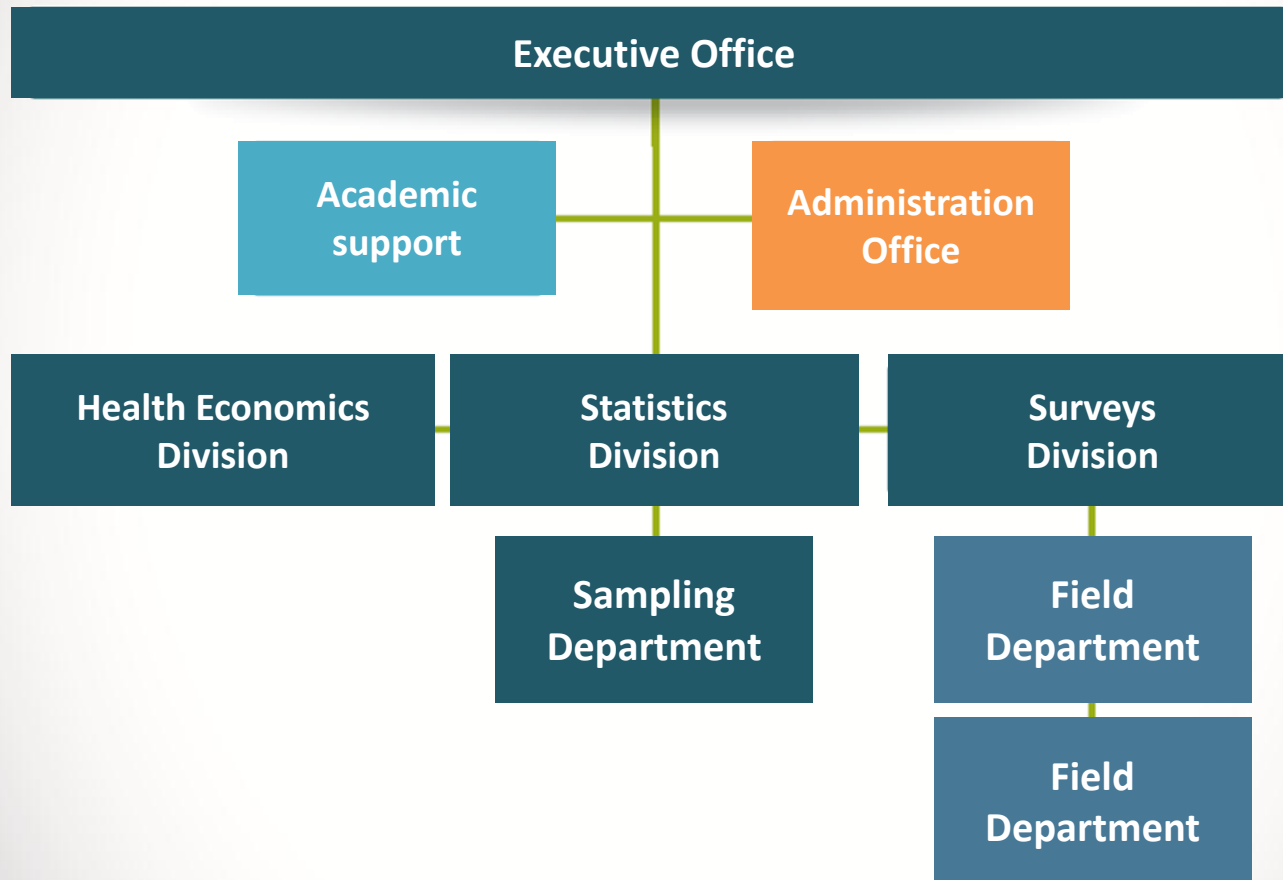 Executive Office
Academic
support
Administration
Office
Health Economics
Division
Statistics
Division
Surveys
Division
Sampling
Department
Field
Department
Field
Department